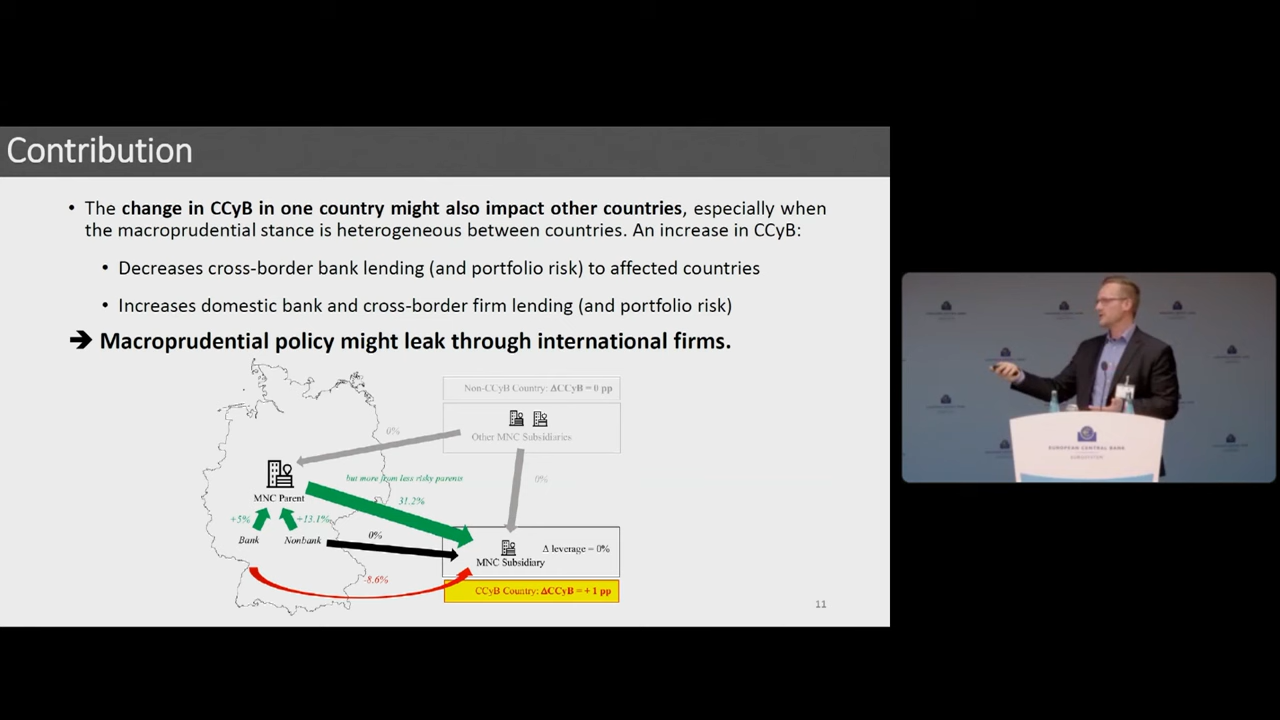 Contribution
• The change in CCyB in one country might also impact other countries, especially when
the macroprudential stance is heterogeneous between countries. An increase in CCyB:
• Decreases cross-border bank lending (and portfolio risk) to affected countries
• Increases domestic bank and cross-border firm lending (and portfolio risk)
➔ Macroprudential policy might leak through international firms.
Non-CCyB Country: ΔCCyB = 0 pp
Other MNC Subsidiaries
0%
0%
but more from less risky parents
31.2%
MNC Parent
+5%
+13.1%
Bank
Nonbank
0%
Δ leverage = 0%
MNC Subsidiary
-8.6%
CCyB Country: ΔCCyB = + 1 pp
11
EUROPEAN CENTRAL BANK
EUROSYSTEM